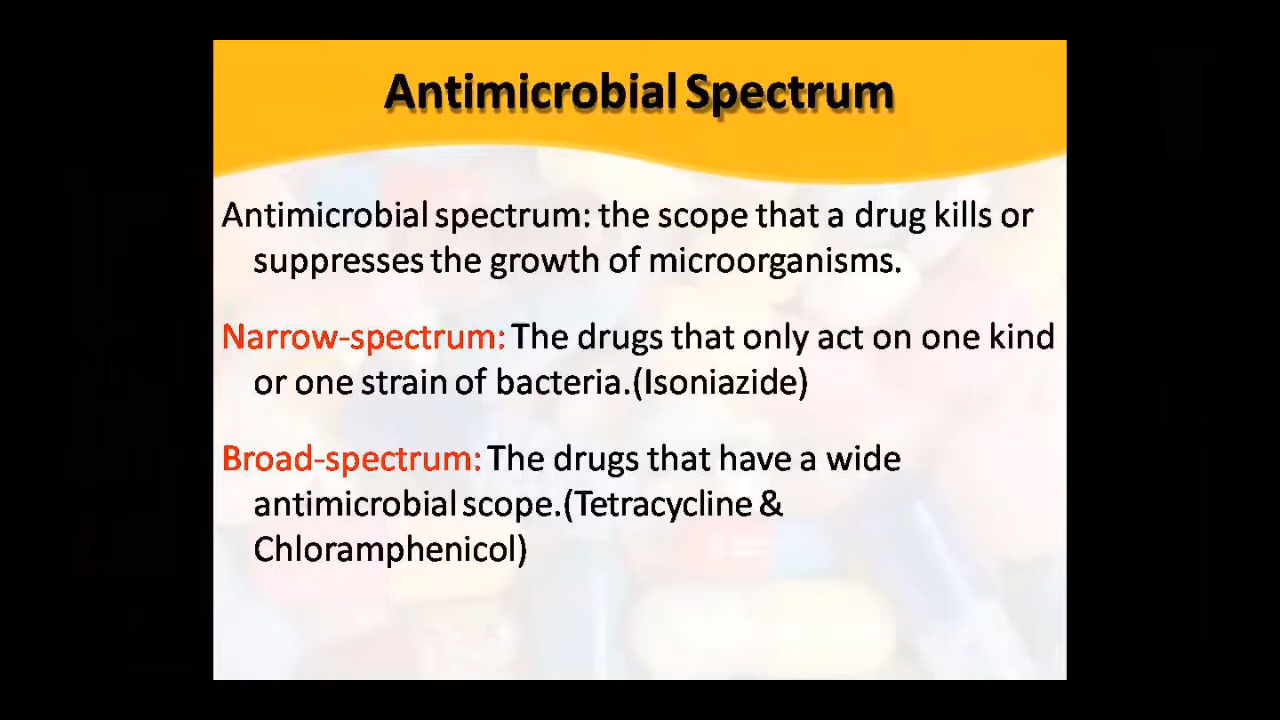 Antimicrobial Spectrum
Antimicrobial spectrum: the scope that a drug kills or
suppresses the growth of microorganisms.
Narrow-spectrum: The drugs that only act on one kind
or one strain of bacteria.(Isoniazide)
Broad-spectrum: The drugs that have a wide
antimicrobial scope.(Tetracycline &
Chloramphenicol)